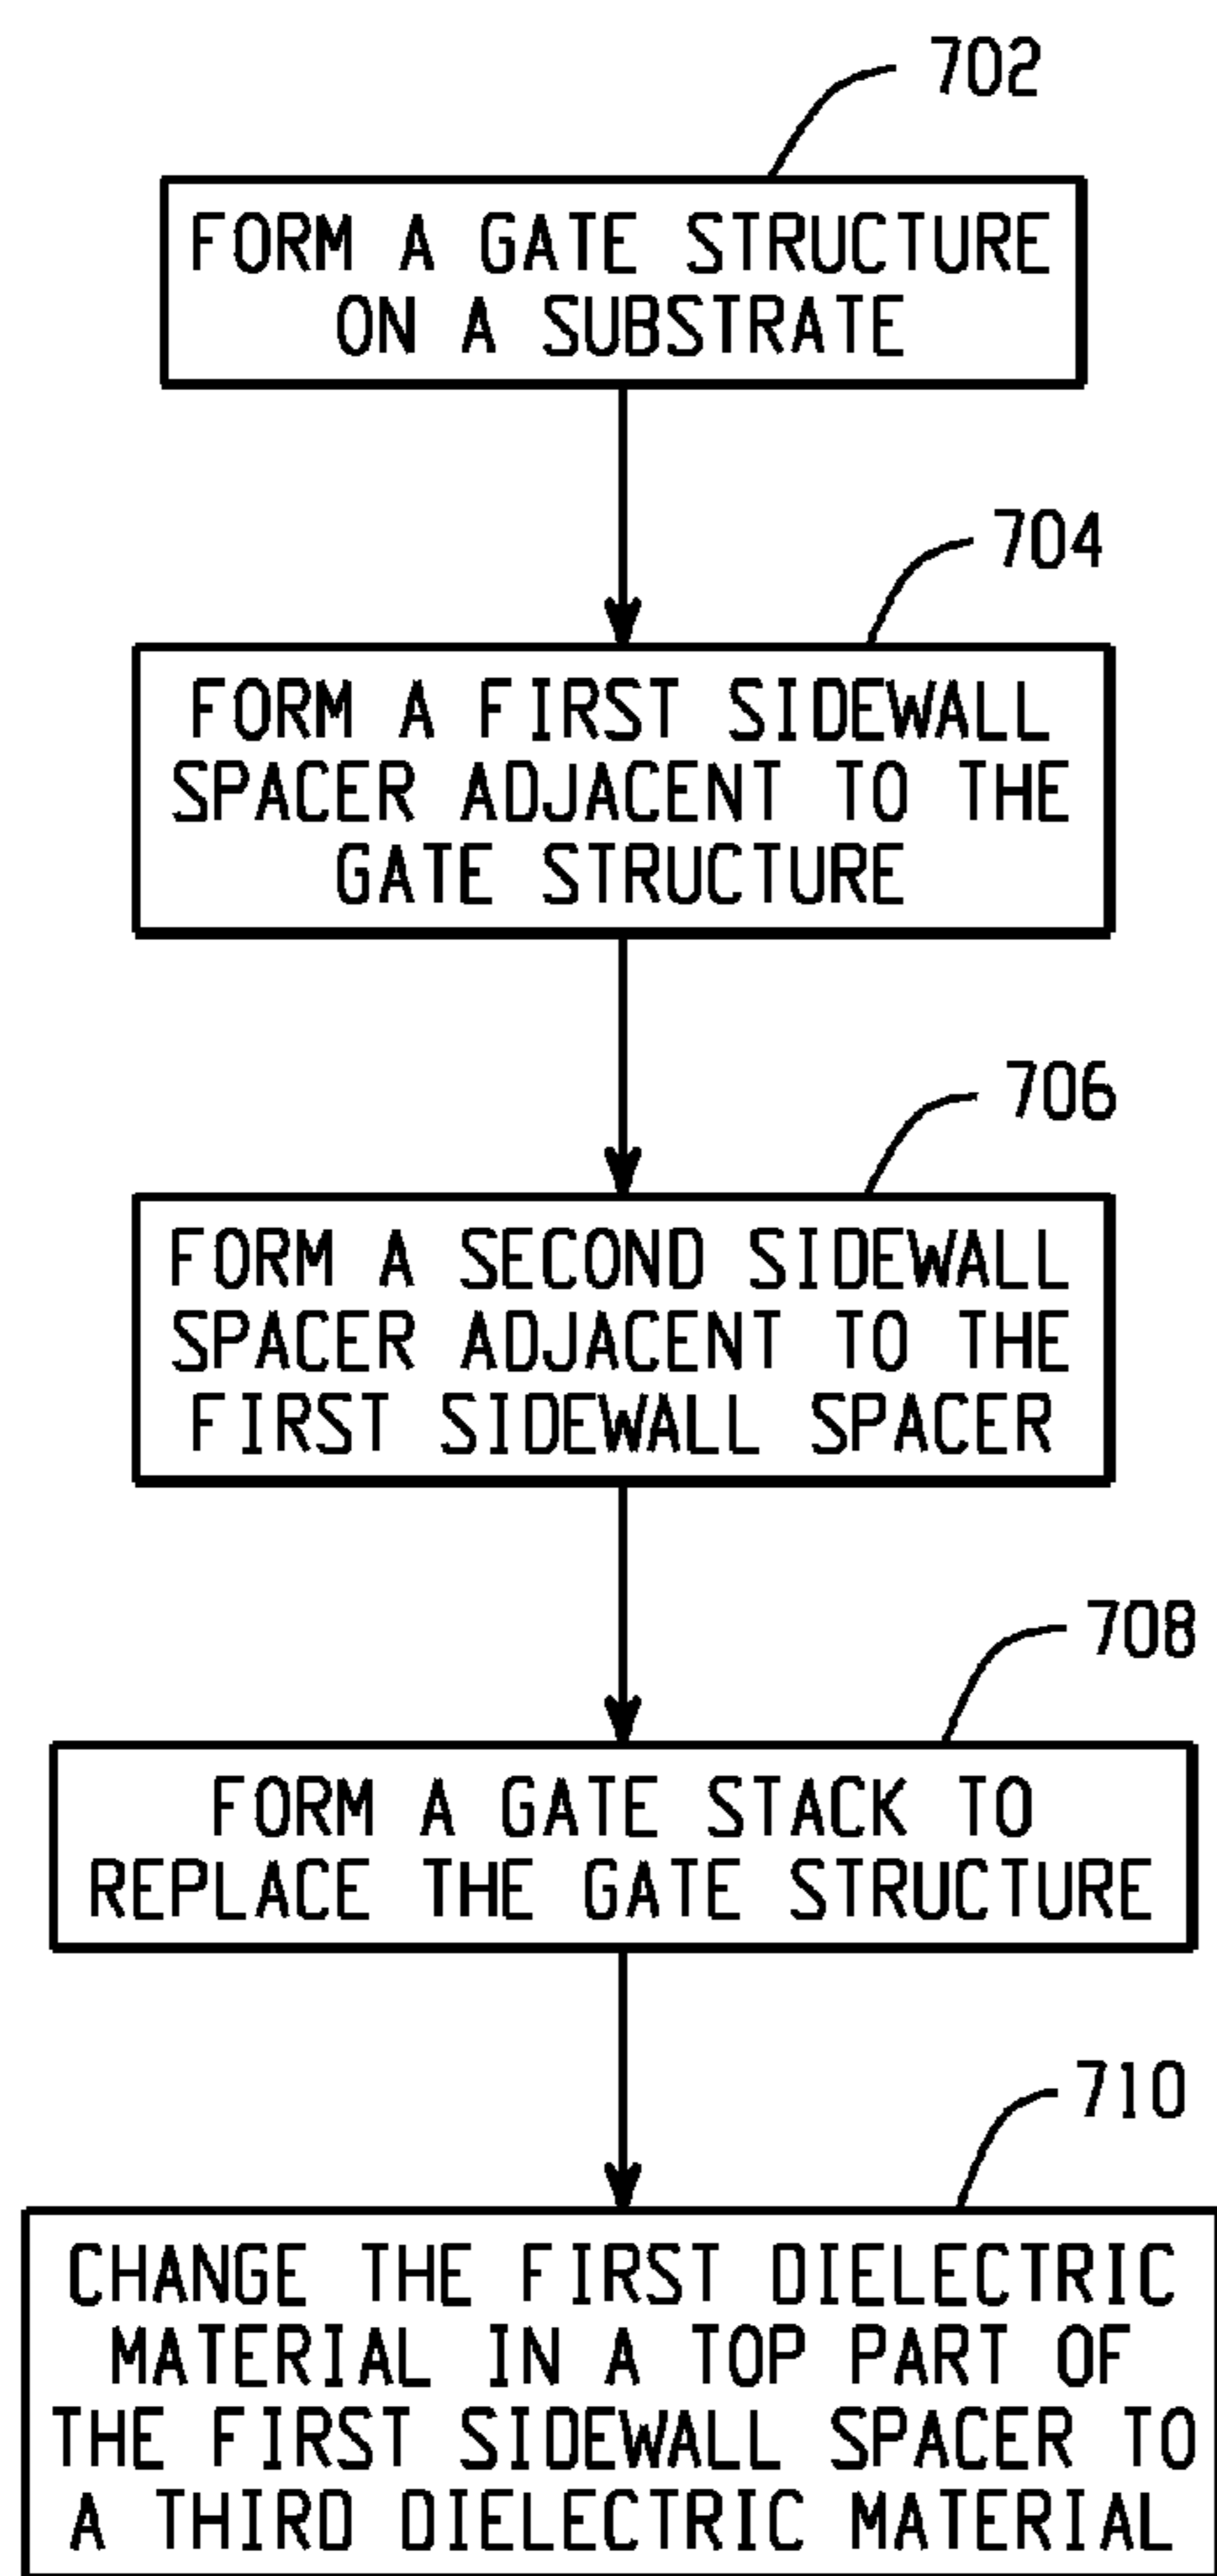 702
FORM A GATE STRUCTURE
ON A SUBSTRATE
704
FORM A FIRST SIDEWALL
SPACER ADJACENT TO THE
GATE STRUCTURE
706
FORM A SECOND SIDEWALL
SPACER ADJACENT TO THE
FIRST SIDEWALL SPACER
708
FORM A GATE STACK TO
REPLACE THE GATE STRUCTURE
710
CHANGE THE FIRST DIELECTRIC
MATERIAL IN A TOP PART OF
THE FIRST SIDEWALL SPACER TO
A THIRD DIELECTRIC MATERIAL